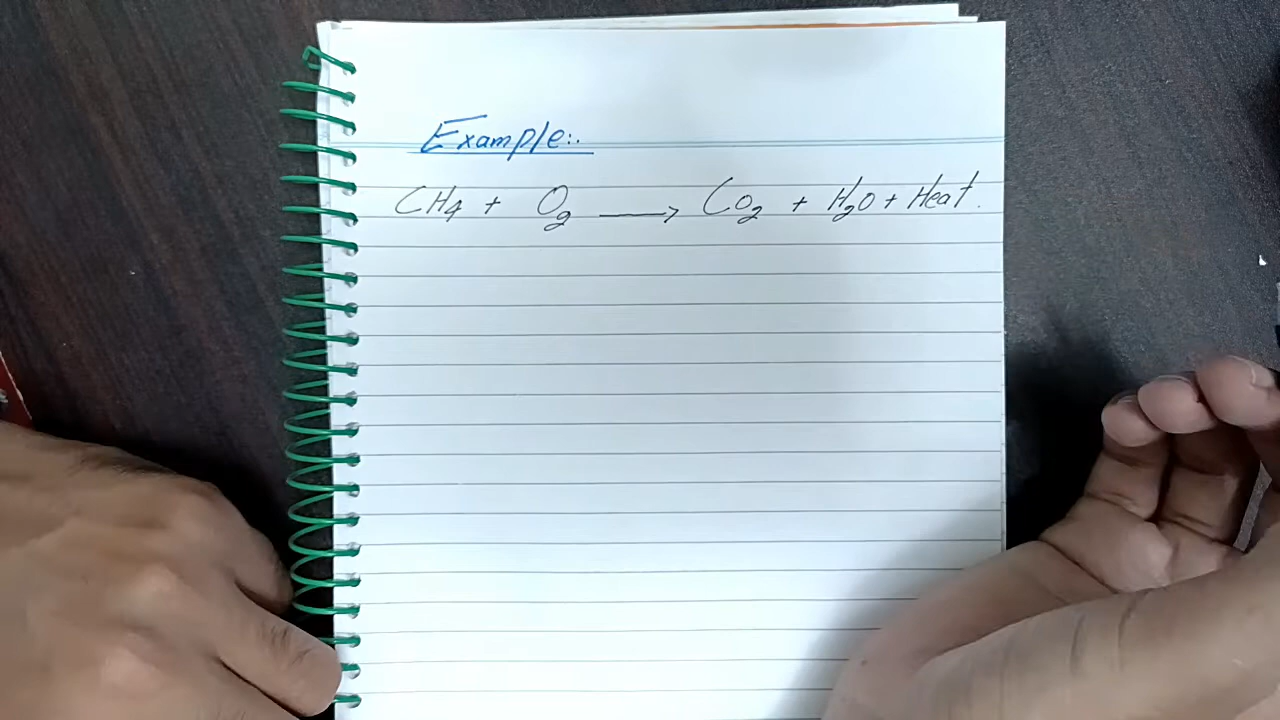 Example:.
CH4 + O2 ⟶ CO2 + H2O + Heat.